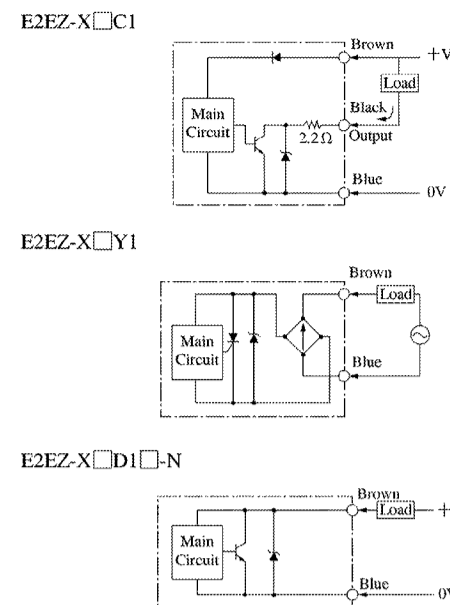 E2EZ-X□C1
Brown
+V
Load
Main
Circuit
Black
2.2Ω
Output
Blue
0V
E2EZ-X□Y1
Brown
Load
Main
Circuit
Blue
E2EZ-X□D1□-N
Brown
+
Load
Main
Circuit
Blue
0V